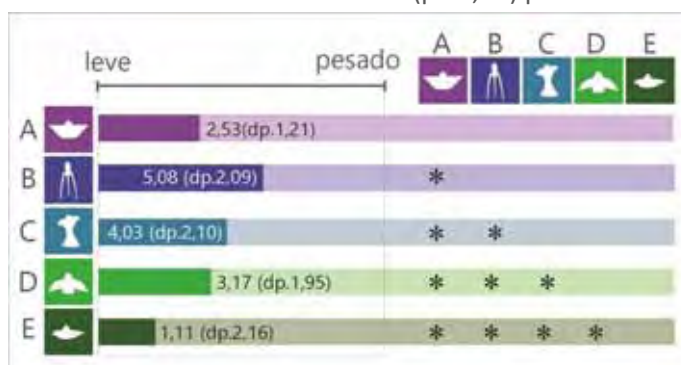 A B C D E
leve pesado
A 2,53(dp.1,21)
B 5,08 (dp.2,09) *
C 4,03 (dp.2,10) * *
D 3,17 (dp.1,95) * * *
E 1,11 (dp.2,16) * * * *